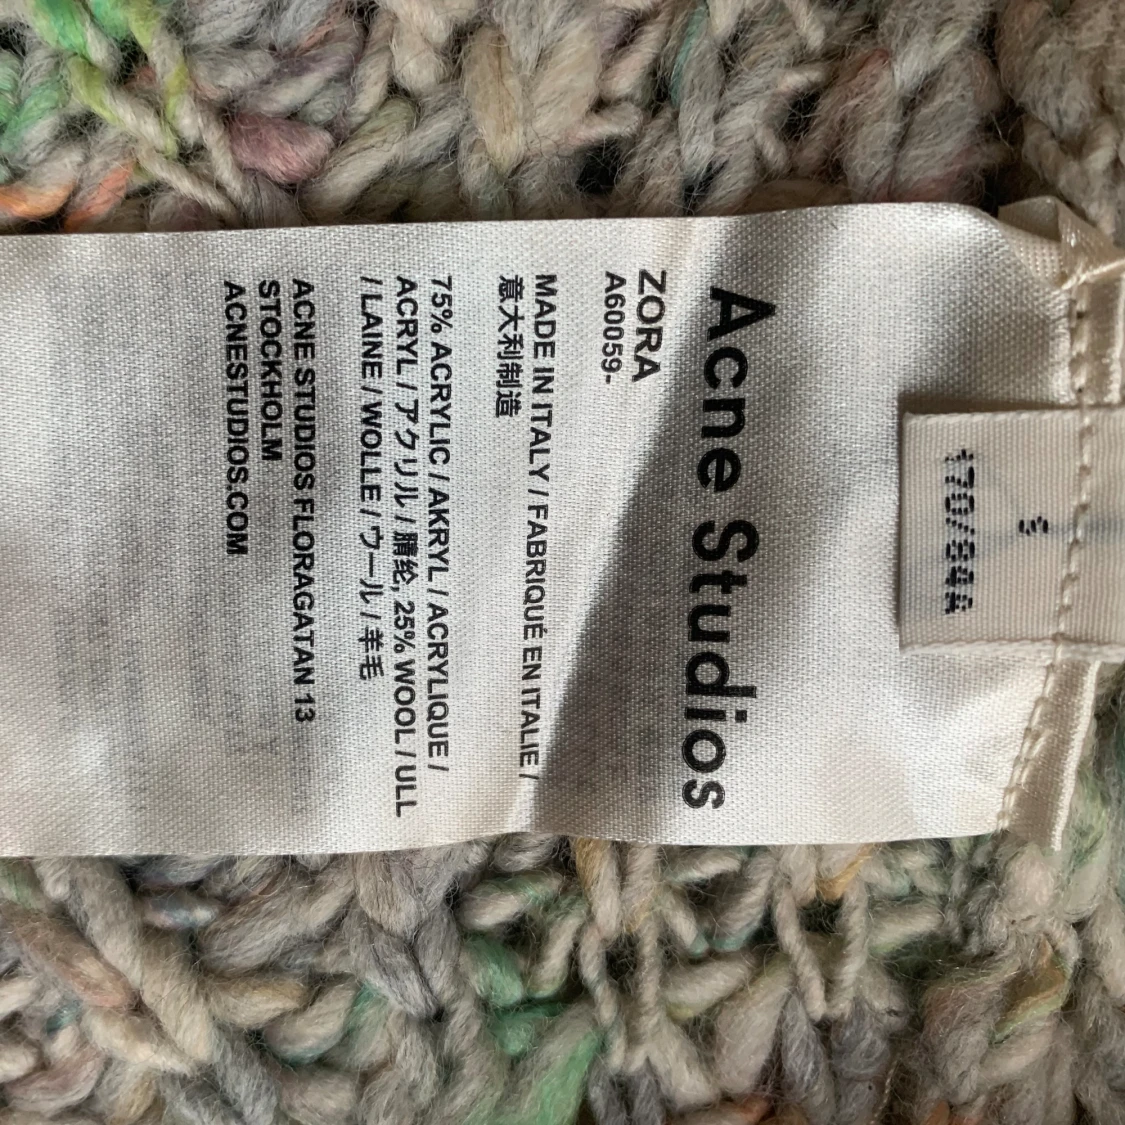 S
170/84A
Acne Studios
ZORA
A60059-
MADE IN ITALY / FABRIQUÉ EN ITALIE /
意大利制造
75% ACRYLIC / AKRYL / ACRYLIQUE /
ACRYL / アクリル / 腈纶, 25% WOOL / ULL
/ LAINE / WOLLE / ウール / 羊毛
ACNE STUDIOS FLORAGATAN 13
STOCKHOLM
ACNESTUDIOS.COM